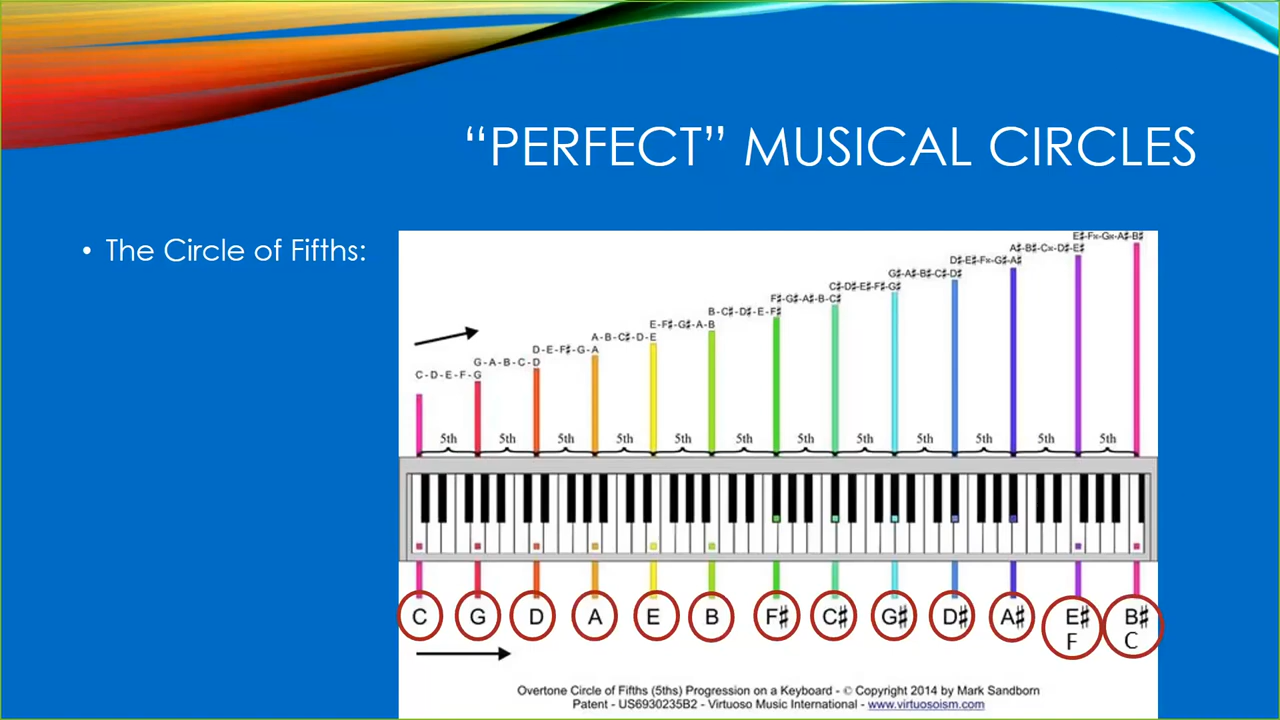 “PERFECT” MUSICAL CIRCLES
• The Circle of Fifths:
E♯-F𝄪-G𝄪-A♯-B♯
A♯-B♯-C𝄪-D♯-E♯
D♯-E♯-F𝄪-G♯-A♯
G♯-A♯-B♯-C♯-D♯
C♯-D♯-E♯-F♯-G♯
F♯-G♯-A♯-B-C♯
B-C♯-D♯-E-F♯
E-F♯-G♯-A-B
A-B-C♯-D-E
D-E-F♯-G-A
G-A-B-C-D
C-D-E-F-G
5th 5th 5th 5th 5th 5th 5th 5th 5th 5th 5th 5th
C G D A E B F♯ C♯ G♯ D♯ A♯ E♯ B♯
F C
Overtone Circle of Fifths (5ths) Progression on a Keyboard - © Copyright 2014 by Mark Sandborn
Patent - US6930235B2 - Virtuoso Music International - www.virtuosoism.com